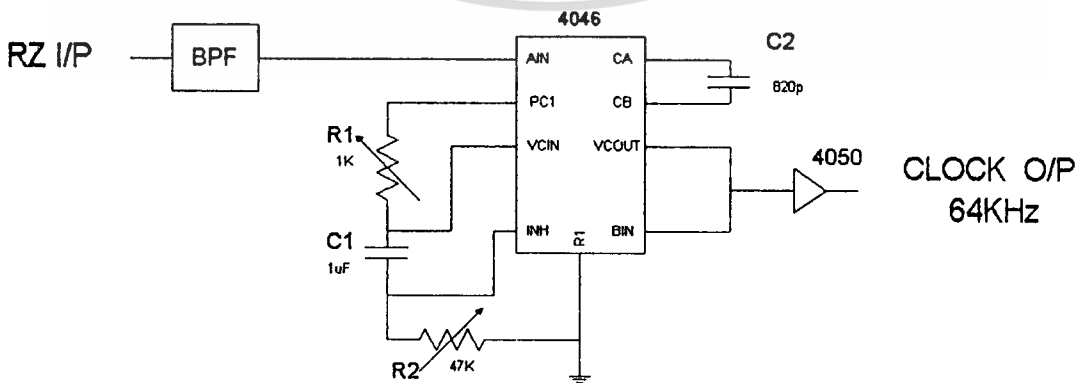 4046
RZ I/P
BPF
AIN
CA
C2
820p
PC1
CB
R1
1K
VCIN
VCOUT
4050
CLOCK O/P
64KHz
C1
1uF
INH
R1
BIN
R2
47K